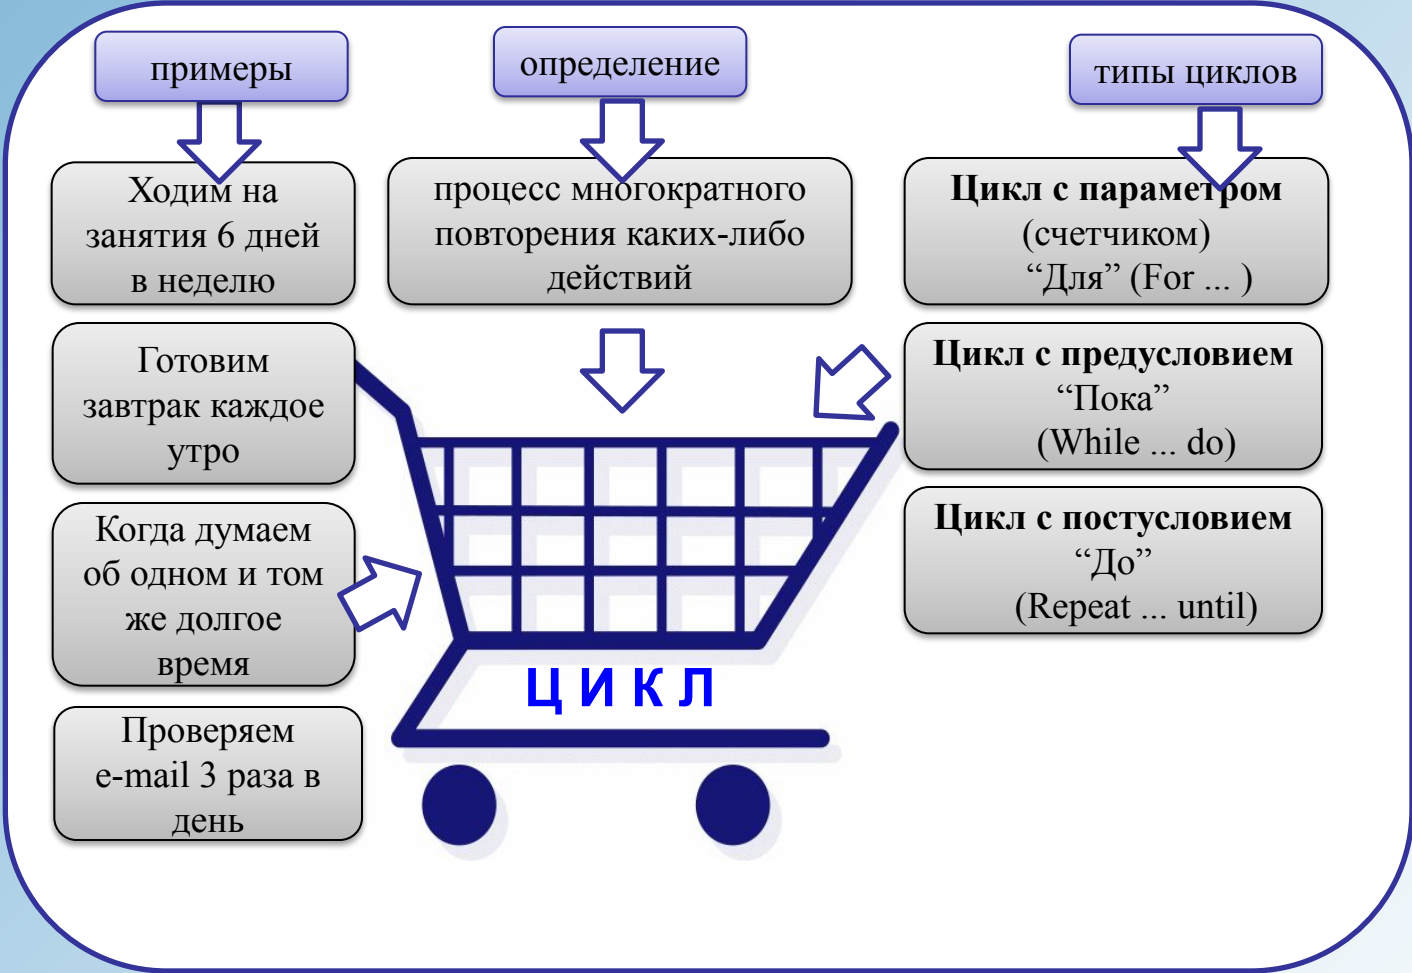 примеры
Ходим на
занятия 6 дней
в неделю
Готовим
завтрак каждое
утро
Когда думаем
об одном и том
же долгое
время
Проверяем
e-mail 3 раза в
день
определение
процесс многократного
повторения каких-либо
действий
ЦИКЛ
типы циклов
Цикл с параметром
(счетчиком)
“Для” (For ... )
Цикл с предусловием
“Пока”
(While ... do)
Цикл с постусловием
“До”
(Repeat ... until)